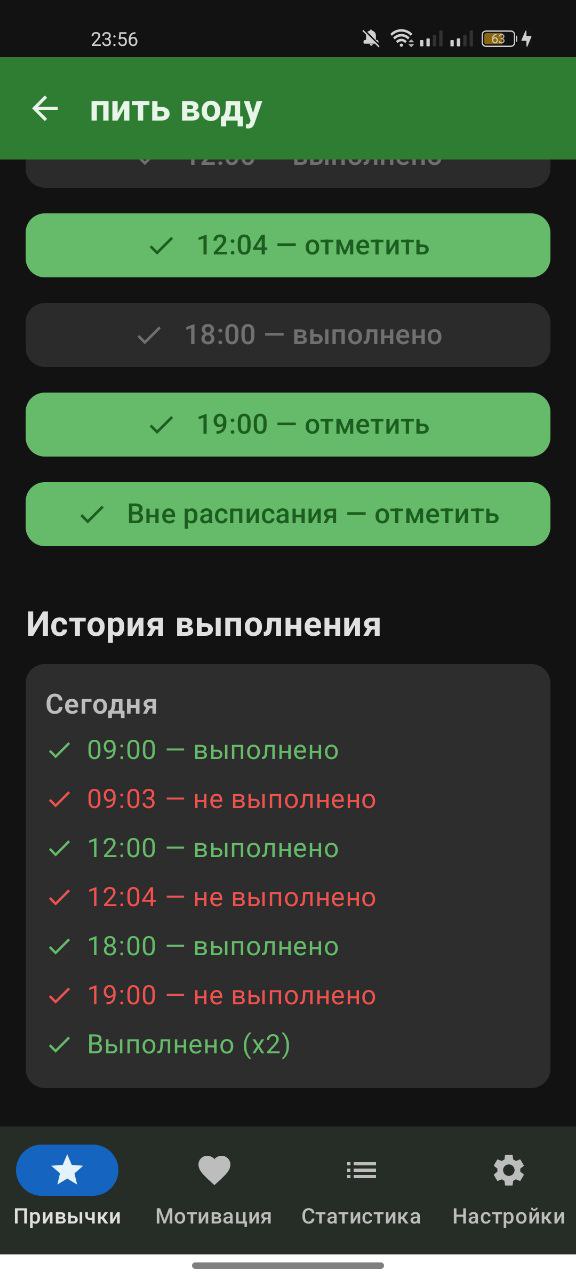 23:56
63
пить воду
12:00 — выполнено
12:04 — отметить
18:00 — выполнено
19:00 — отметить
Вне расписания — отметить
История выполнения
Сегодня
09:00 — выполнено
09:03 — не выполнено
12:00 — выполнено
12:04 — не выполнено
18:00 — выполнено
19:00 — не выполнено
Выполнено (x2)
Привычки
Мотивация
Статистика
Настройки